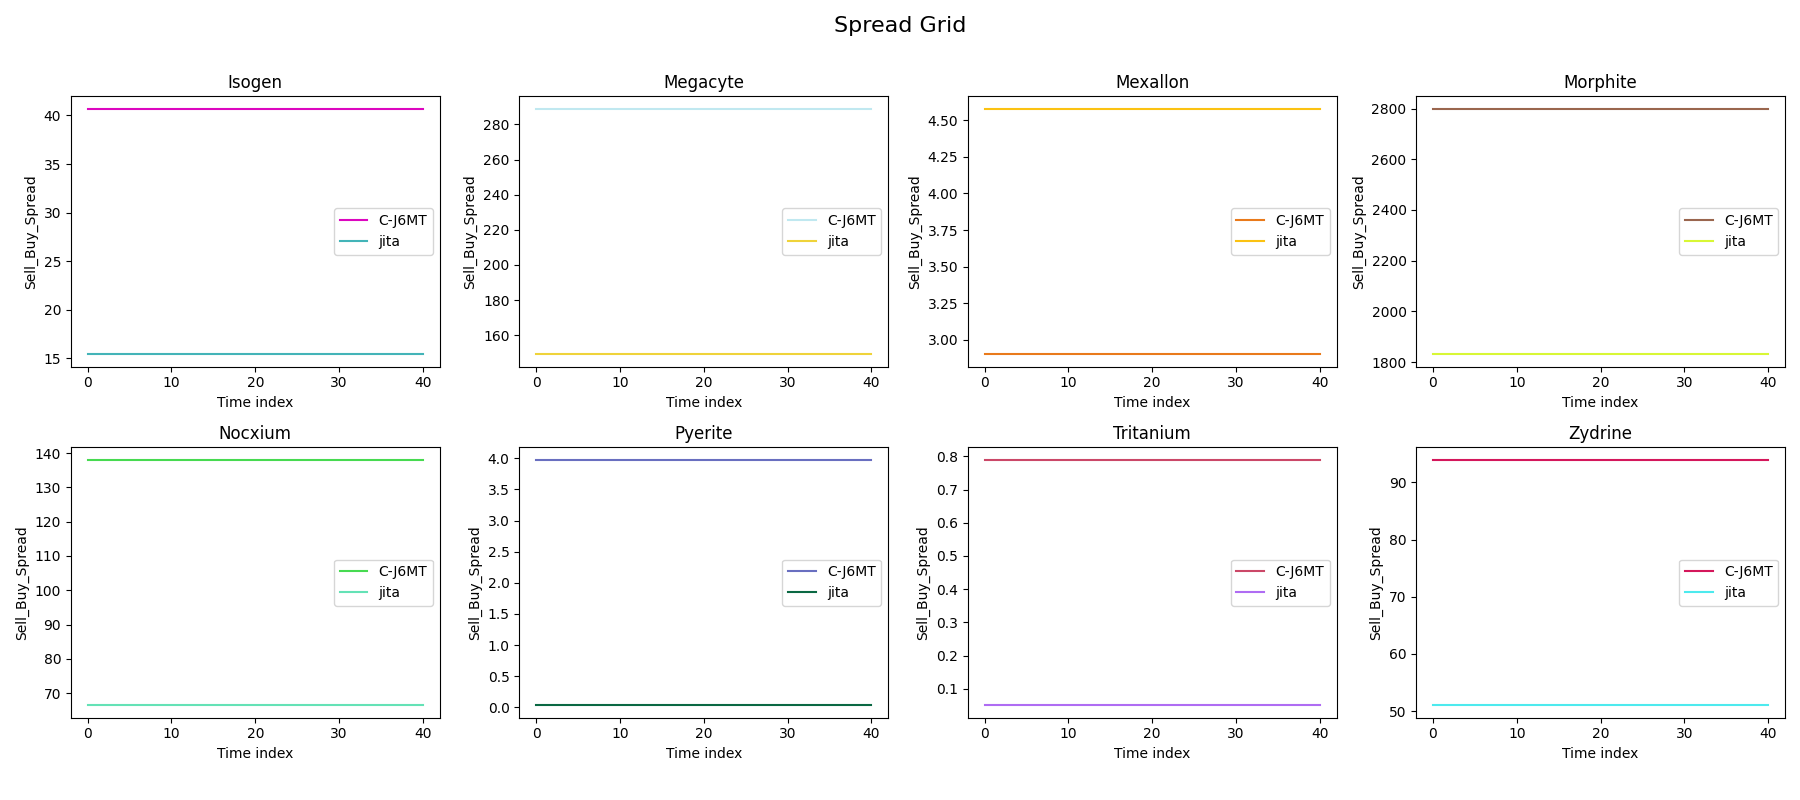 Spread Grid
Isogen
Sell_Buy_Spread
40
35
30
25
20
15
C-J6MT
jita
0 10 20 30 40
Time index
Megacyte
Sell_Buy_Spread
280
260
240
220
200
180
160
C-J6MT
jita
0 10 20 30 40
Time index
Mexallon
Sell_Buy_Spread
4.50
4.25
4.00
3.75
3.50
3.25
3.00
C-J6MT
jita
0 10 20 30 40
Time index
Morphite
Sell_Buy_Spread
2800
2600
2400
2200
2000
1800
C-J6MT
jita
0 10 20 30 40
Time index
Nocxium
Sell_Buy_Spread
140
130
120
110
100
90
80
70
C-J6MT
jita
0 10 20 30 40
Time index
Pyerite
Sell_Buy_Spread
4.0
3.5
3.0
2.5
2.0
1.5
1.0
0.5
0.0
C-J6MT
jita
0 10 20 30 40
Time index
Tritanium
Sell_Buy_Spread
0.8
0.7
0.6
0.5
0.4
0.3
0.2
0.1
C-J6MT
jita
0 10 20 30 40
Time index
Zydrine
Sell_Buy_Spread
90
80
70
60
50
C-J6MT
jita
0 10 20 30 40
Time index